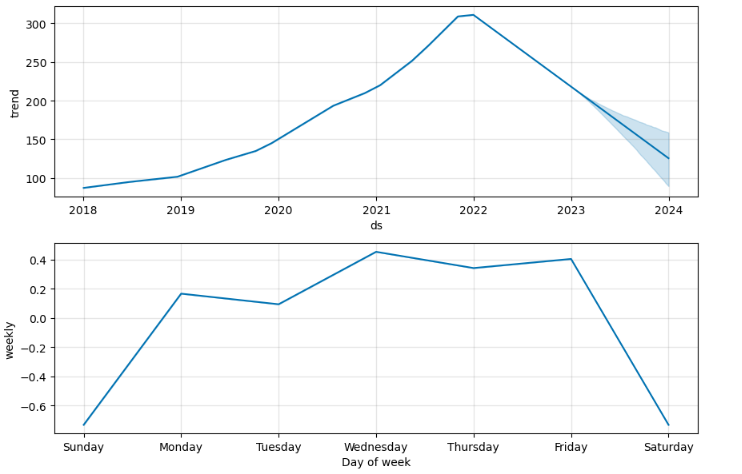 300
250
200
150
100
trend
2018 2019 2020 2021 2022 2023 2024
ds
0.4
0.2
0.0
−0.2
−0.4
−0.6
weekly
Sunday Monday Tuesday Wednesday Thursday Friday Saturday
Day of week